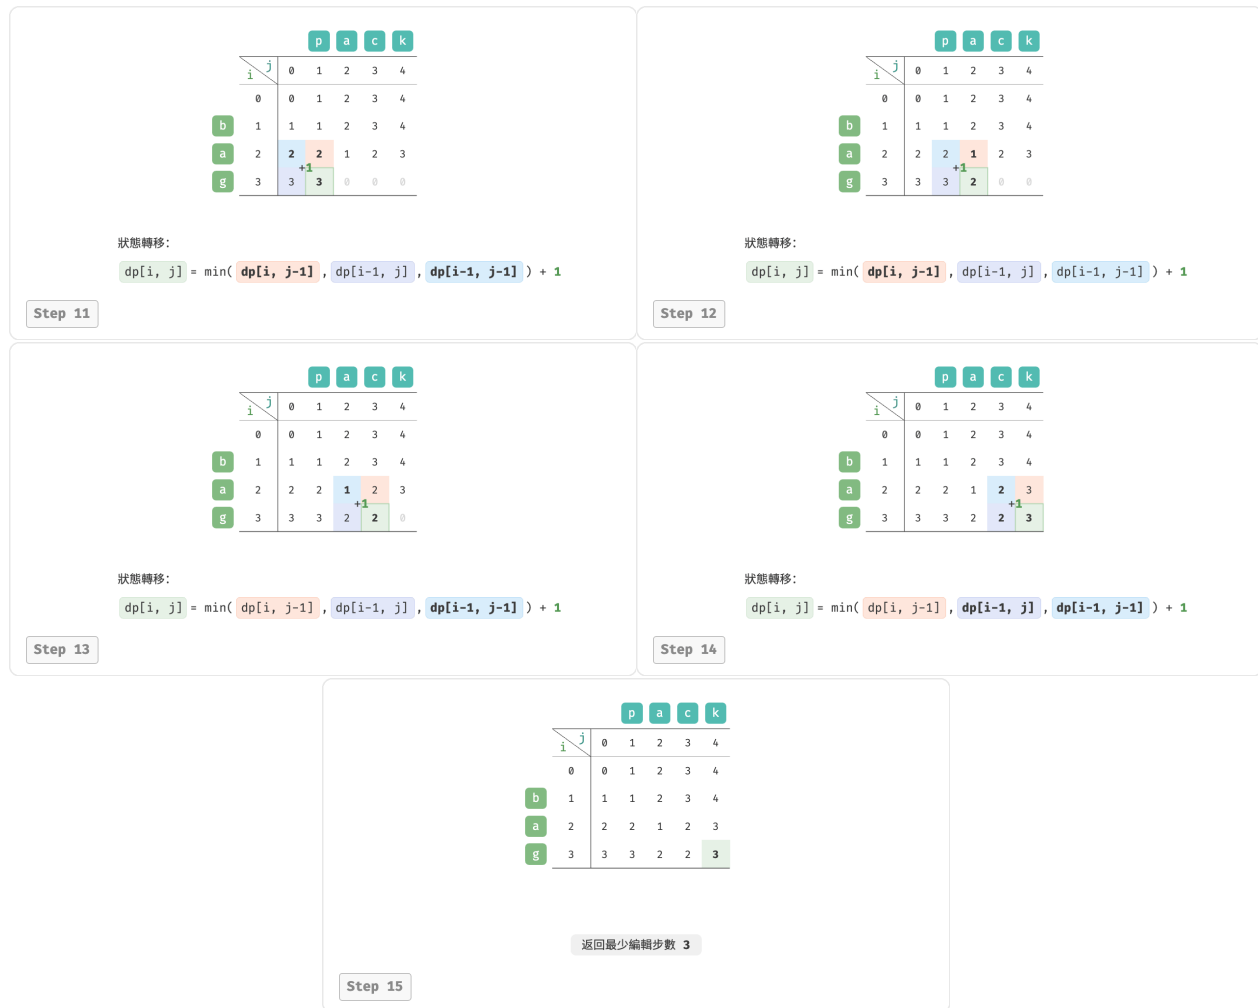 p a c k
i j 0 1 2 3 4
0 0 1 2 3 4
b 1 1 1 2 3 4
a 2 2 2 1 2 3
+1
g 3 3 3 0 0 0
狀態轉移：
dp[i, j] = min( dp[i, j-1] , dp[i-1, j] , dp[i-1, j-1] ) + 1
Step 11
p a c k
i j 0 1 2 3 4
0 0 1 2 3 4
b 1 1 1 2 3 4
a 2 2 2 1 2 3
+1
g 3 3 3 2 0 0
狀態轉移：
dp[i, j] = min( dp[i, j-1] , dp[i-1, j] , dp[i-1, j-1] ) + 1
Step 12
p a c k
i j 0 1 2 3 4
0 0 1 2 3 4
b 1 1 1 2 3 4
a 2 2 2 1 2 3
+1
g 3 3 3 2 2 0
狀態轉移：
dp[i, j] = min( dp[i, j-1] , dp[i-1, j] , dp[i-1, j-1] ) + 1
Step 13
p a c k
i j 0 1 2 3 4
0 0 1 2 3 4
b 1 1 1 2 3 4
a 2 2 2 1 2 3
+1
g 3 3 3 2 2 3
狀態轉移：
dp[i, j] = min( dp[i, j-1] , dp[i-1, j] , dp[i-1, j-1] ) + 1
Step 14
p a c k
i j 0 1 2 3 4
0 0 1 2 3 4
b 1 1 1 2 3 4
a 2 2 2 1 2 3
g 3 3 3 2 2 3
返回最少編輯步數 3
Step 15